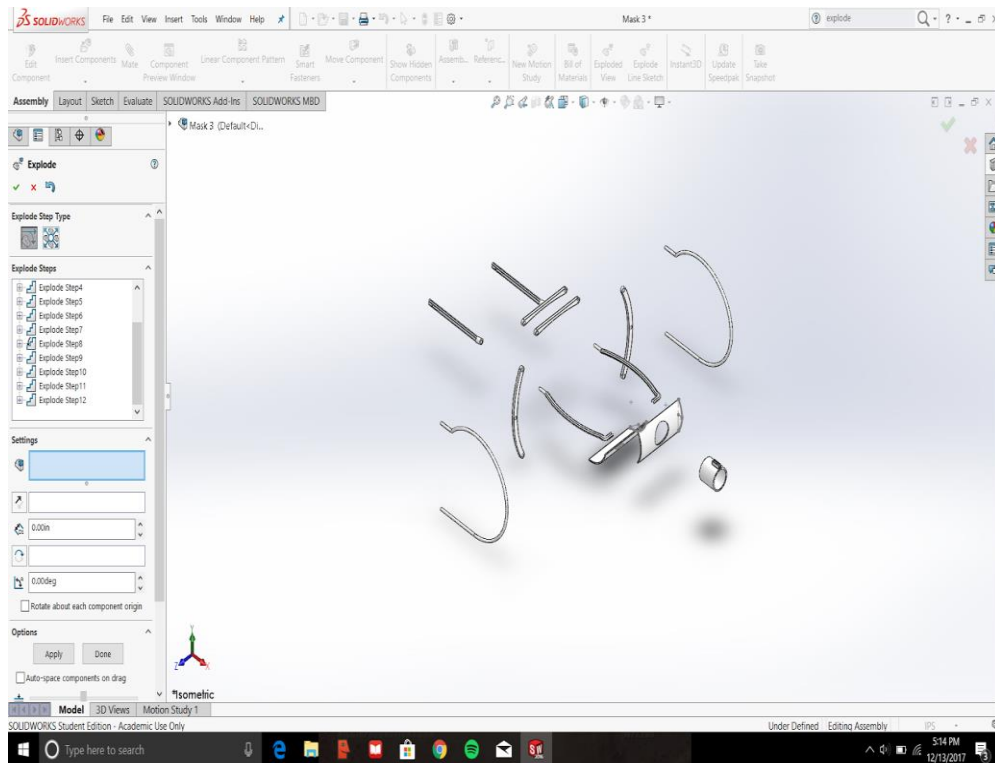 SOLIDWORKS File Edit View Insert Tools Window Help Mask 3 * explode
Edit Component
Insert Components
Mate
Component Preview Window
Linear Component Pattern
Smart Fasteners
Move Component
Show Hidden Components
Assemb...
Referenc...
New Motion Study
Bill of Materials
Exploded View
Explode Line Sketch
Instant3D
Update Speedpak
Take Snapshot
Assembly Layout Sketch Evaluate SOLIDWORKS Add-Ins SOLIDWORKS MBD
Mask 3 (Default<Di...
Explode
Explode Step Type
Explode Steps
Explode Step4
Explode Step5
Explode Step6
Explode Step7
Explode Step8
Explode Step9
Explode Step10
Explode Step11
Explode Step12
Settings
0.00in
0.00deg
Rotate about each component origin
Options
Apply Done
Auto-space components on drag
Y
Z X
*Isometric
Model 3D Views Motion Study 1
SOLIDWORKS Student Edition - Academic Use Only Under Defined Editing Assembly IPS -
Type here to search
5:14 PM
12/13/2017